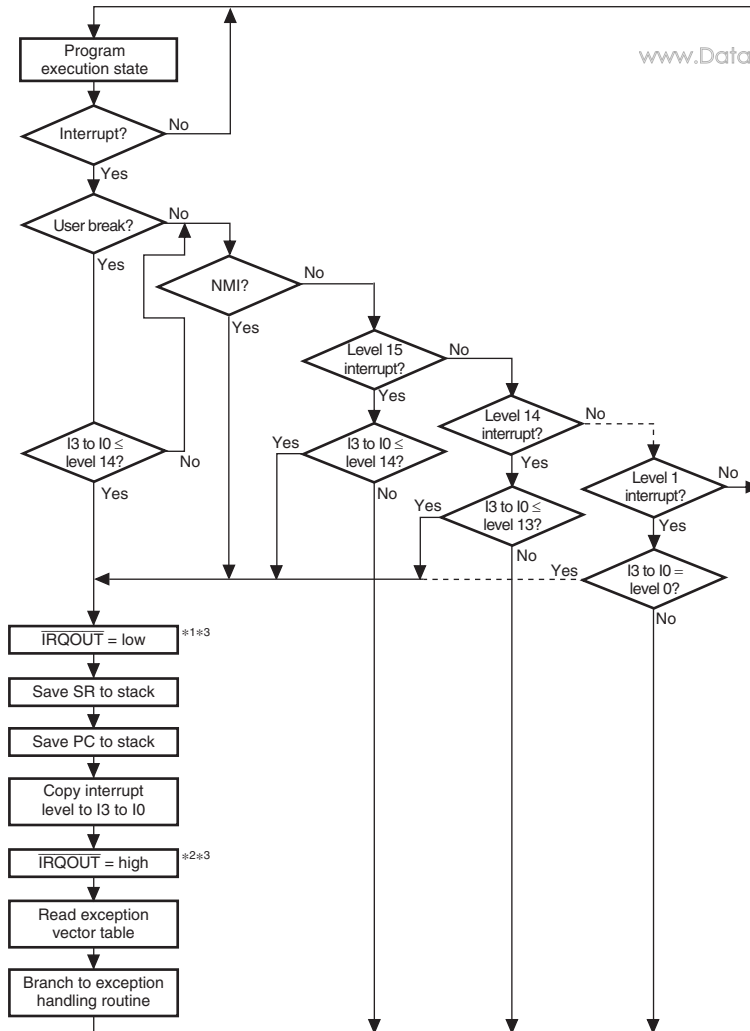 www.Data
Program
execution state
Interrupt?
No
Yes
User break?
No
Yes
NMI?
No
Yes
Level 15
interrupt?
No
Yes
Level 14
interrupt?
No
Yes
I3 to I0 ≤
level 14?
No
Yes
I3 to I0 ≤
level 14?
Yes
No
Level 1
interrupt?
No
Yes
I3 to I0 ≤
level 13?
Yes
No
I3 to I0 =
level 0?
Yes
No
IRQOUT = low *1*3
Save SR to stack
Save PC to stack
Copy interrupt
level to I3 to I0
IRQOUT = high *2*3
Read exception
vector table
Branch to exception
handling routine